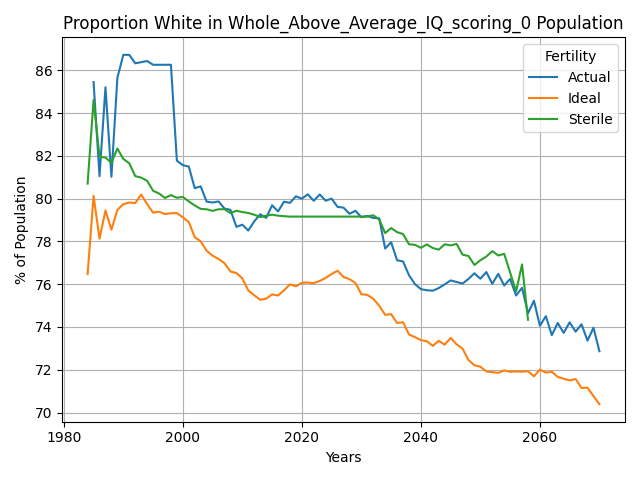 Proportion White in Whole_Above_Average_IQ_scoring_0 Population
% of Population
86
84
82
80
78
76
74
72
70
1980
2000
2020
2040
2060
Years
Fertility
Actual
Ideal
Sterile